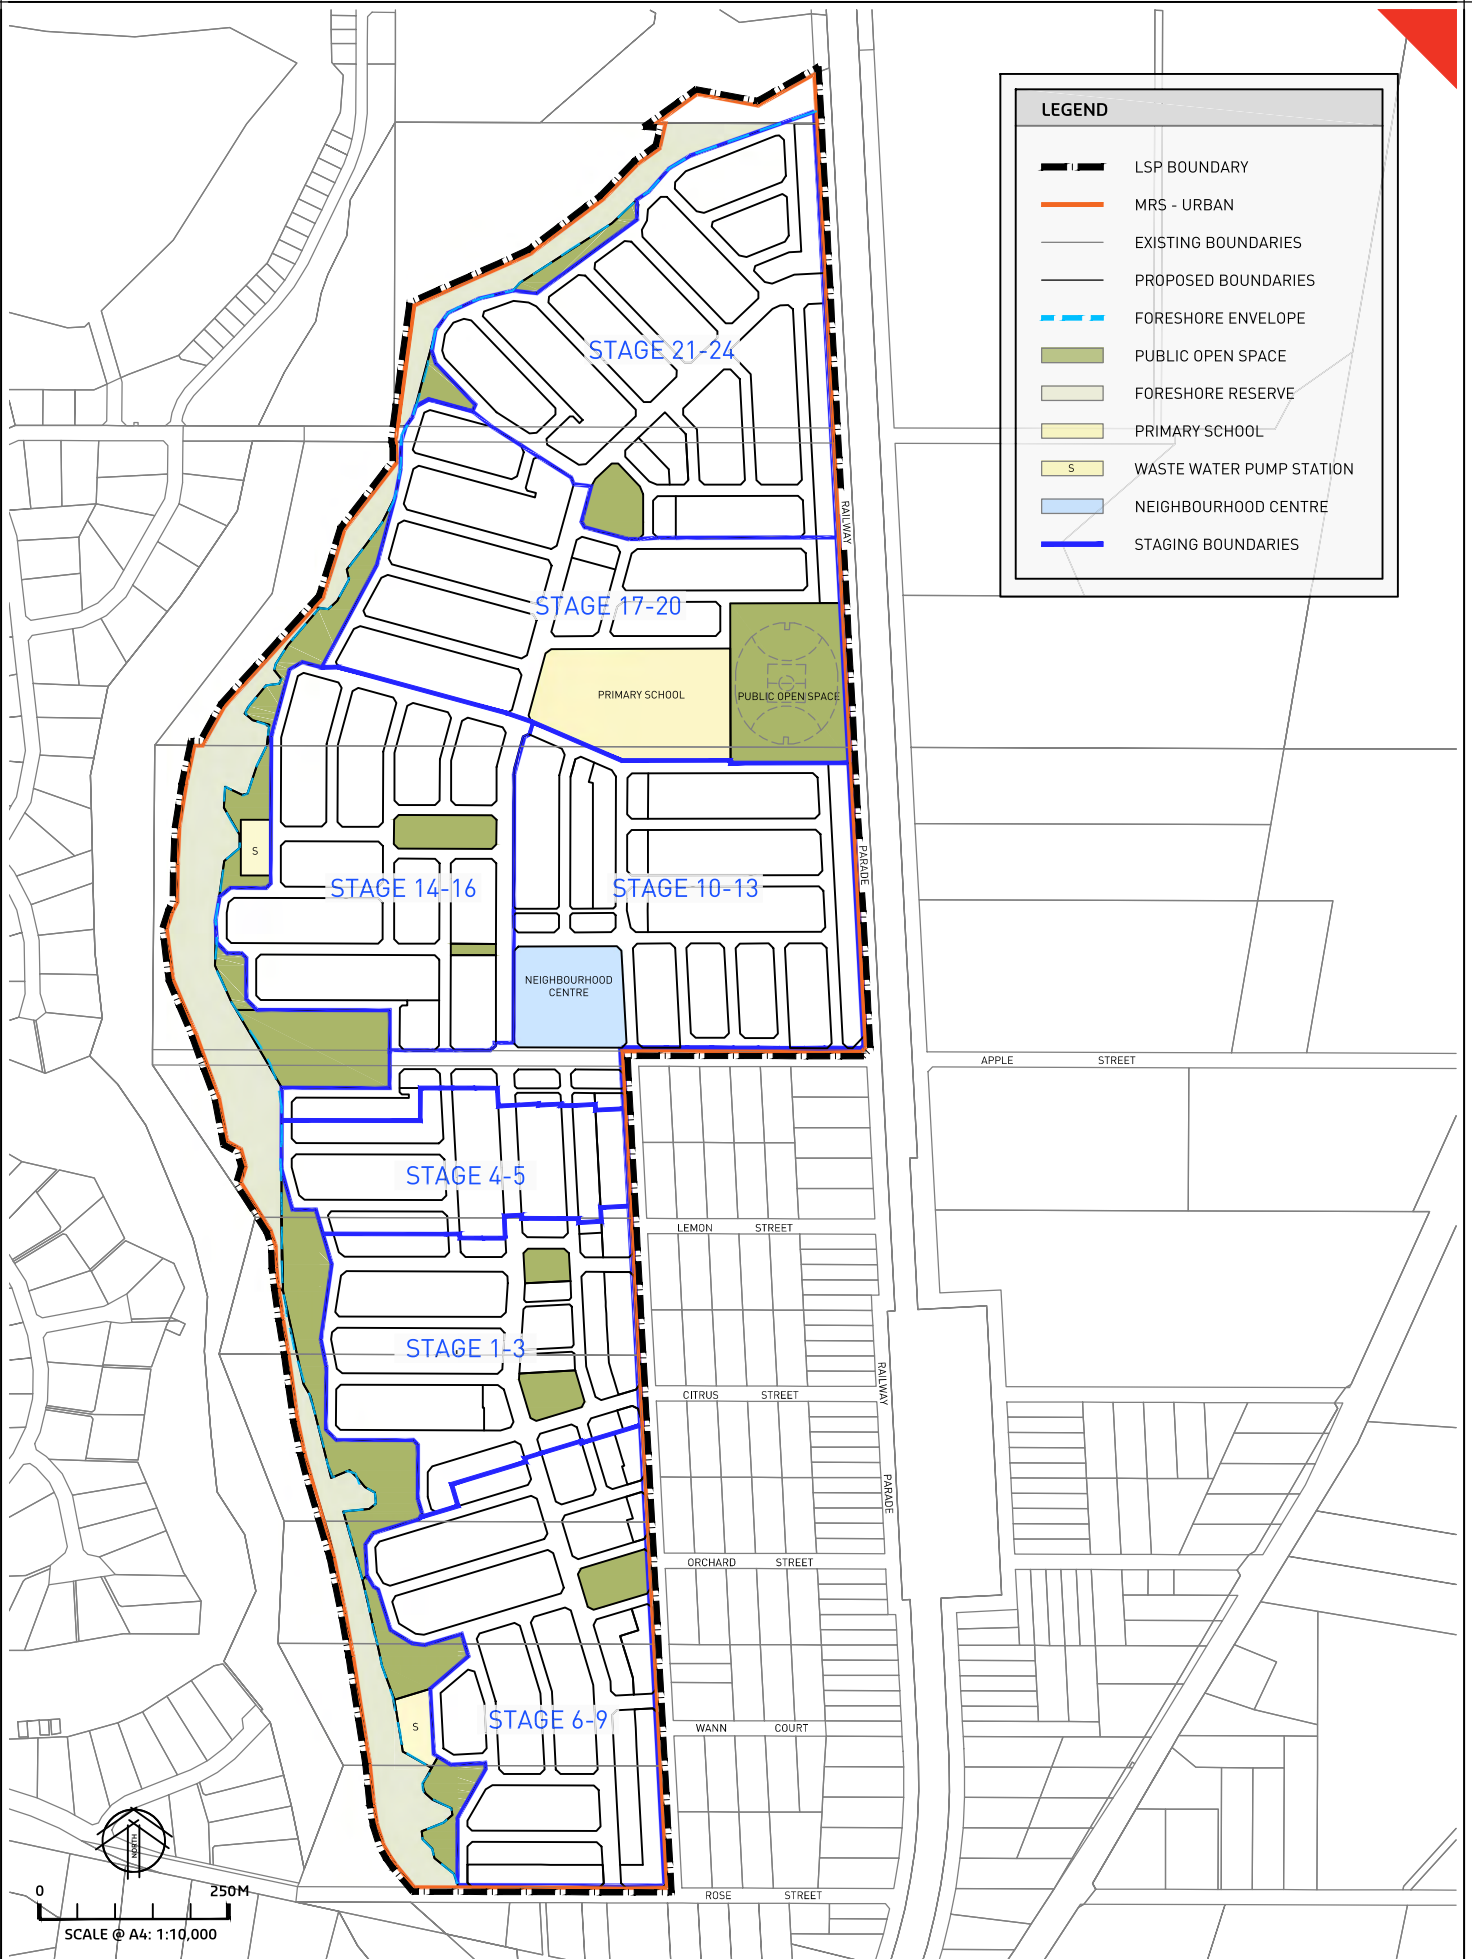 LEGEND
LSP BOUNDARY
MRS - URBAN
EXISTING BOUNDARIES
PROPOSED BOUNDARIES
FORESHORE ENVELOPE
PUBLIC OPEN SPACE
FORESHORE RESERVE
PRIMARY SCHOOL
S WASTE WATER PUMP STATION
NEIGHBOURHOOD CENTRE
STAGING BOUNDARIES
STAGE 21-24
RAILWAY
STAGE 17-20
PRIMARY SCHOOL
PUBLIC OPEN SPACE
S
PARADE
STAGE 14-16
STAGE 10-13
NEIGHBOURHOOD
CENTRE
APPLE STREET
STAGE 4-5
LEMON STREET
STAGE 1-3
RAILWAY
CITRUS STREET
PARADE
ORCHARD STREET
STAGE 6-9
S
WANN COURT
NORTH
0 250M
ROSE STREET
SCALE @ A4: 1:10,000